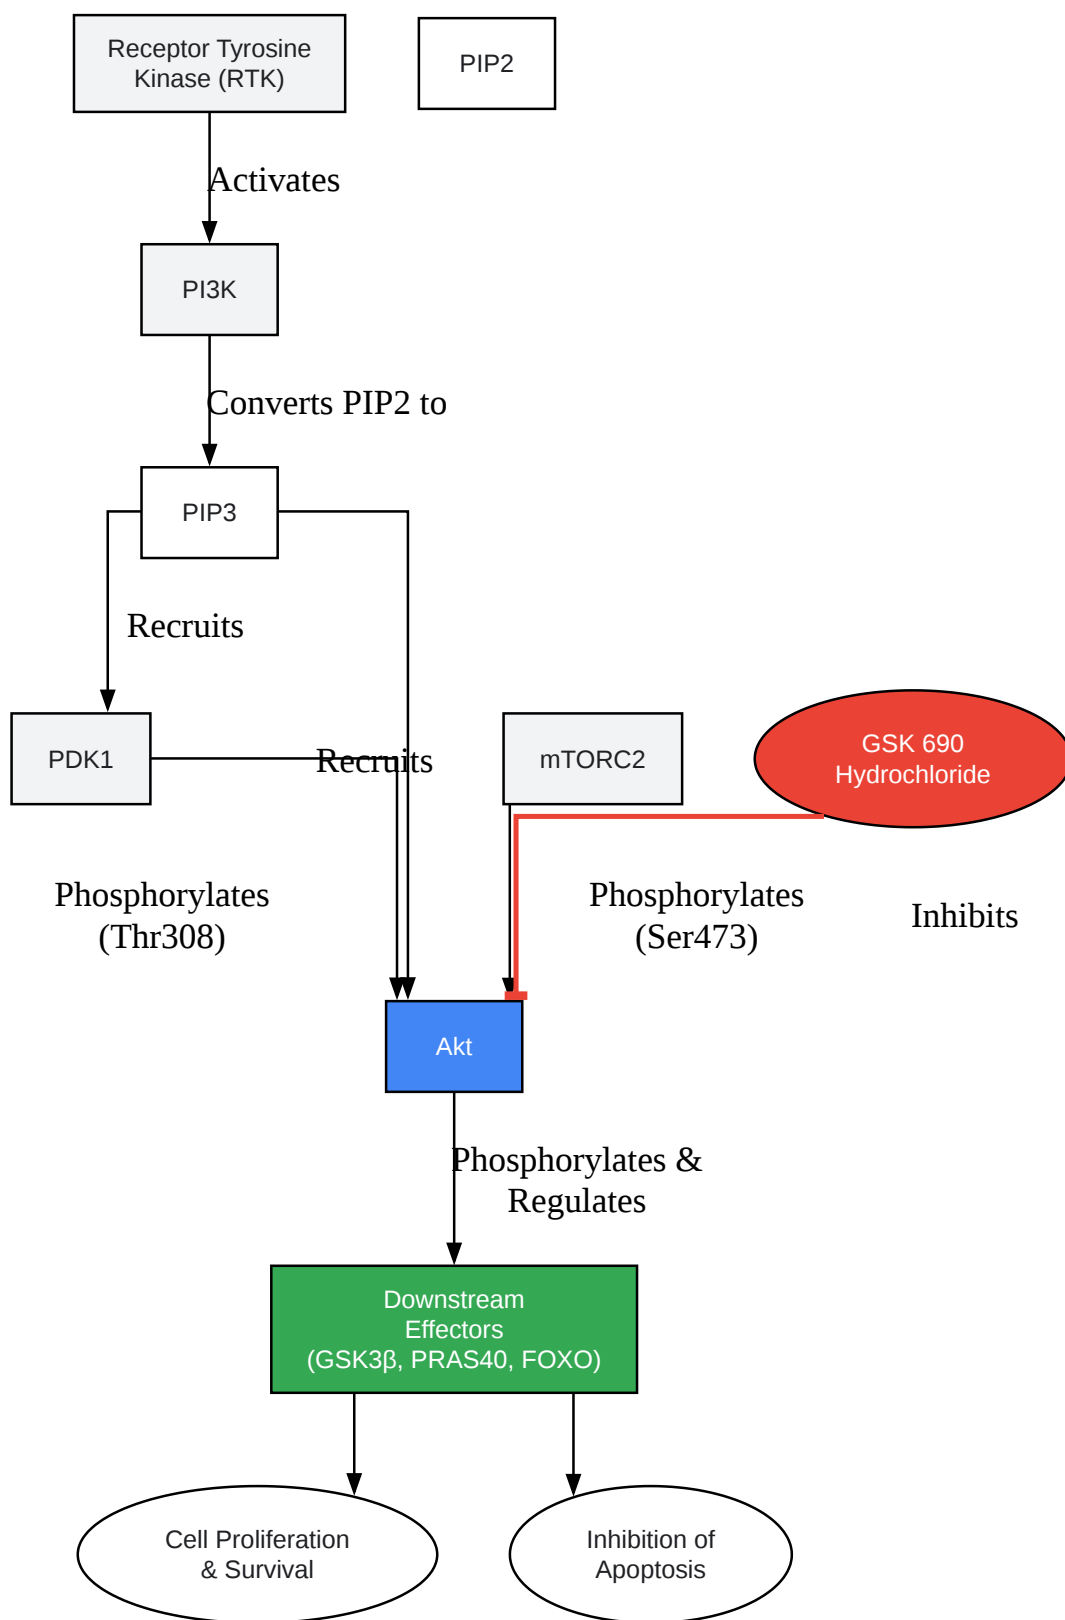 Receptor Tyrosine
Kinase (RTK)
PIP2
Activates
PI3K
Converts PIP2 to
PIP3
Recruits
PDK1
Recruits
mTORC2
GSK 690
Hydrochloride
Phosphorylates
(Thr308)
Phosphorylates
(Ser473)
Inhibits
Akt
Phosphorylates &
Regulates
Downstream
Effectors
(GSK3β, PRAS40, FOXO)
Cell Proliferation
& Survival
Inhibition of
Apoptosis